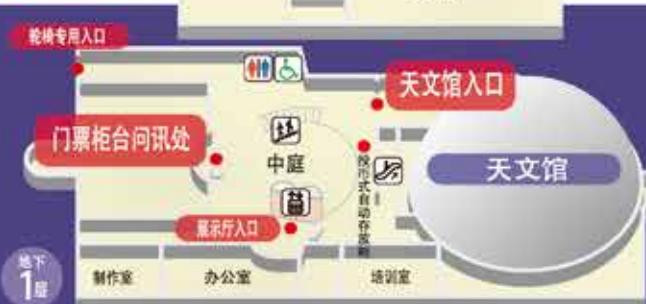 轮椅专用入口
天文馆入口
门票柜台问讯处
中庭
天文馆
投币式自动存放箱
展示厅入口
地下
1层
制作室
办公室
培训室